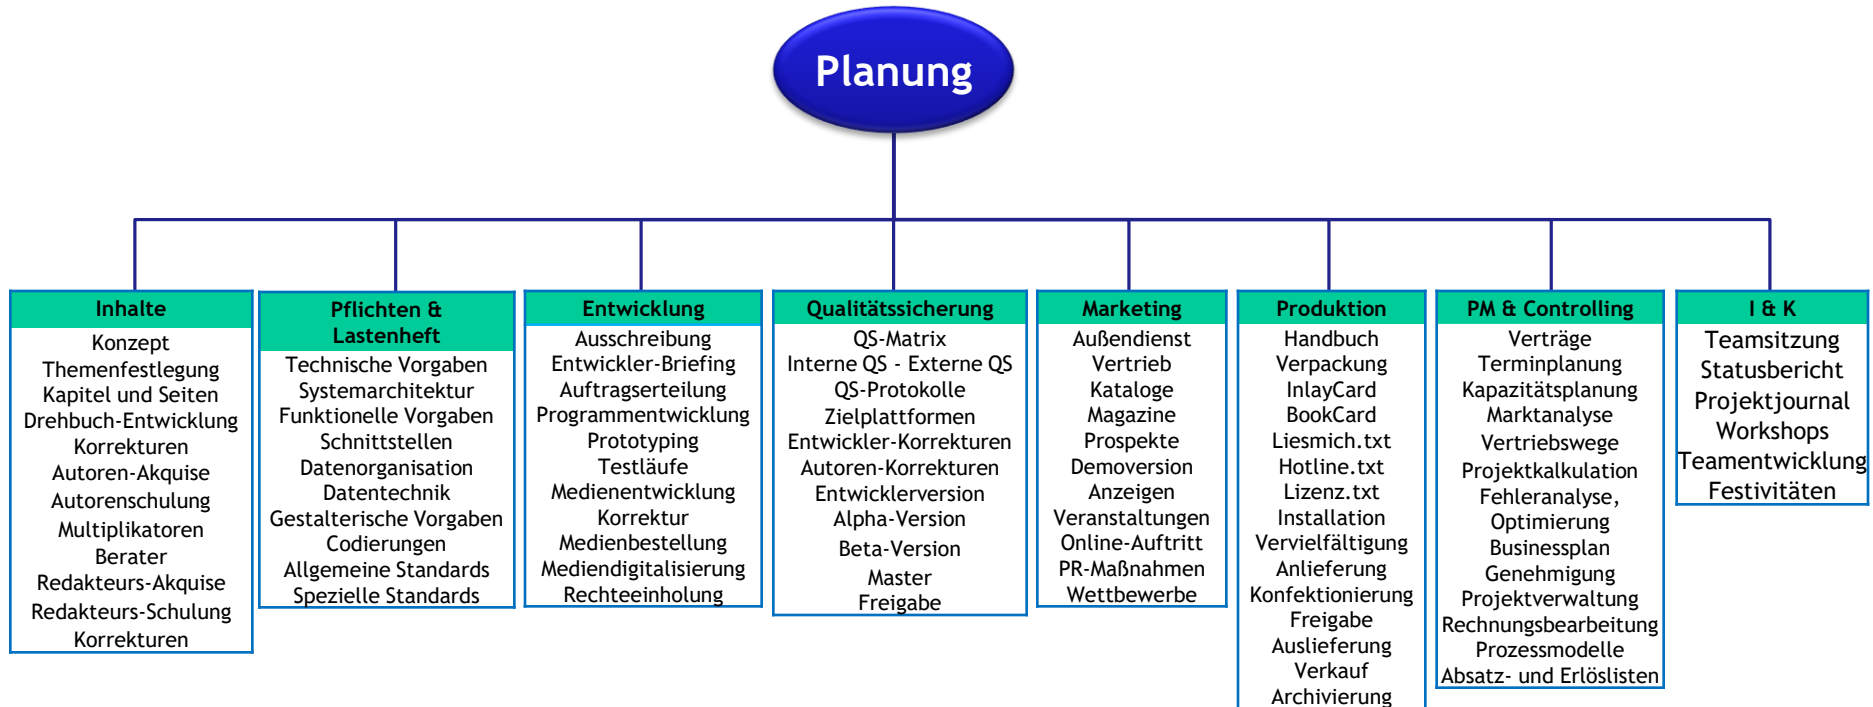 Planung
Inhalte
Konzept
Themenfestlegung
Kapitel und Seiten
Drehbuch-Entwicklung
Korrekturen
Autoren-Akquise
Autorenschulung
Multiplikatoren
Berater
Redakteurs-Akquise
Redakteurs-Schulung
Korrekturen
Pflichten &
Lastenheft
Technische Vorgaben
Systemarchitektur
Funktionelle Vorgaben
Schnittstellen
Datenorganisation
Datentechnik
Gestalterische Vorgaben
Codierungen
Allgemeine Standards
Spezielle Standards
Entwicklung
Ausschreibung
Entwickler-Briefing
Auftragserteilung
Programmentwicklung
Prototyping
Testläufe
Medienentwicklung
Korrektur
Medienbestellung
Mediendigitalisierung
Rechteeinholung
Qualitätssicherung
QS-Matrix
Interne QS - Externe QS
QS-Protokolle
Zielplattformen
Entwickler-Korrekturen
Autoren-Korrekturen
Entwicklerversion
Alpha-Version
Beta-Version
Master
Freigabe
Marketing
Außendienst
Vertrieb
Kataloge
Magazine
Prospekte
Demoversion
Anzeigen
Veranstaltungen
Online-Auftritt
PR-Maßnahmen
Wettbewerbe
Produktion
Handbuch
Verpackung
InlayCard
BookCard
Liesmich.txt
Hotline.txt
Lizenz.txt
Installation
Vervielfältigung
Anlieferung
Konfektionierung
Freigabe
Auslieferung
Verkauf
Archivierung
PM & Controlling
Verträge
Terminplanung
Kapazitätsplanung
Marktanalyse
Vertriebswege
Projektkalkulation
Fehleranalyse,
Optimierung
Businessplan
Genehmigung
Projektverwaltung
Rechnungsbearbeitung
Prozessmodelle
Absatz- und Erlöslisten
I & K
Teamsitzung
Statusbericht
Projektjournal
Workshops
Teamentwicklung
Festivitäten